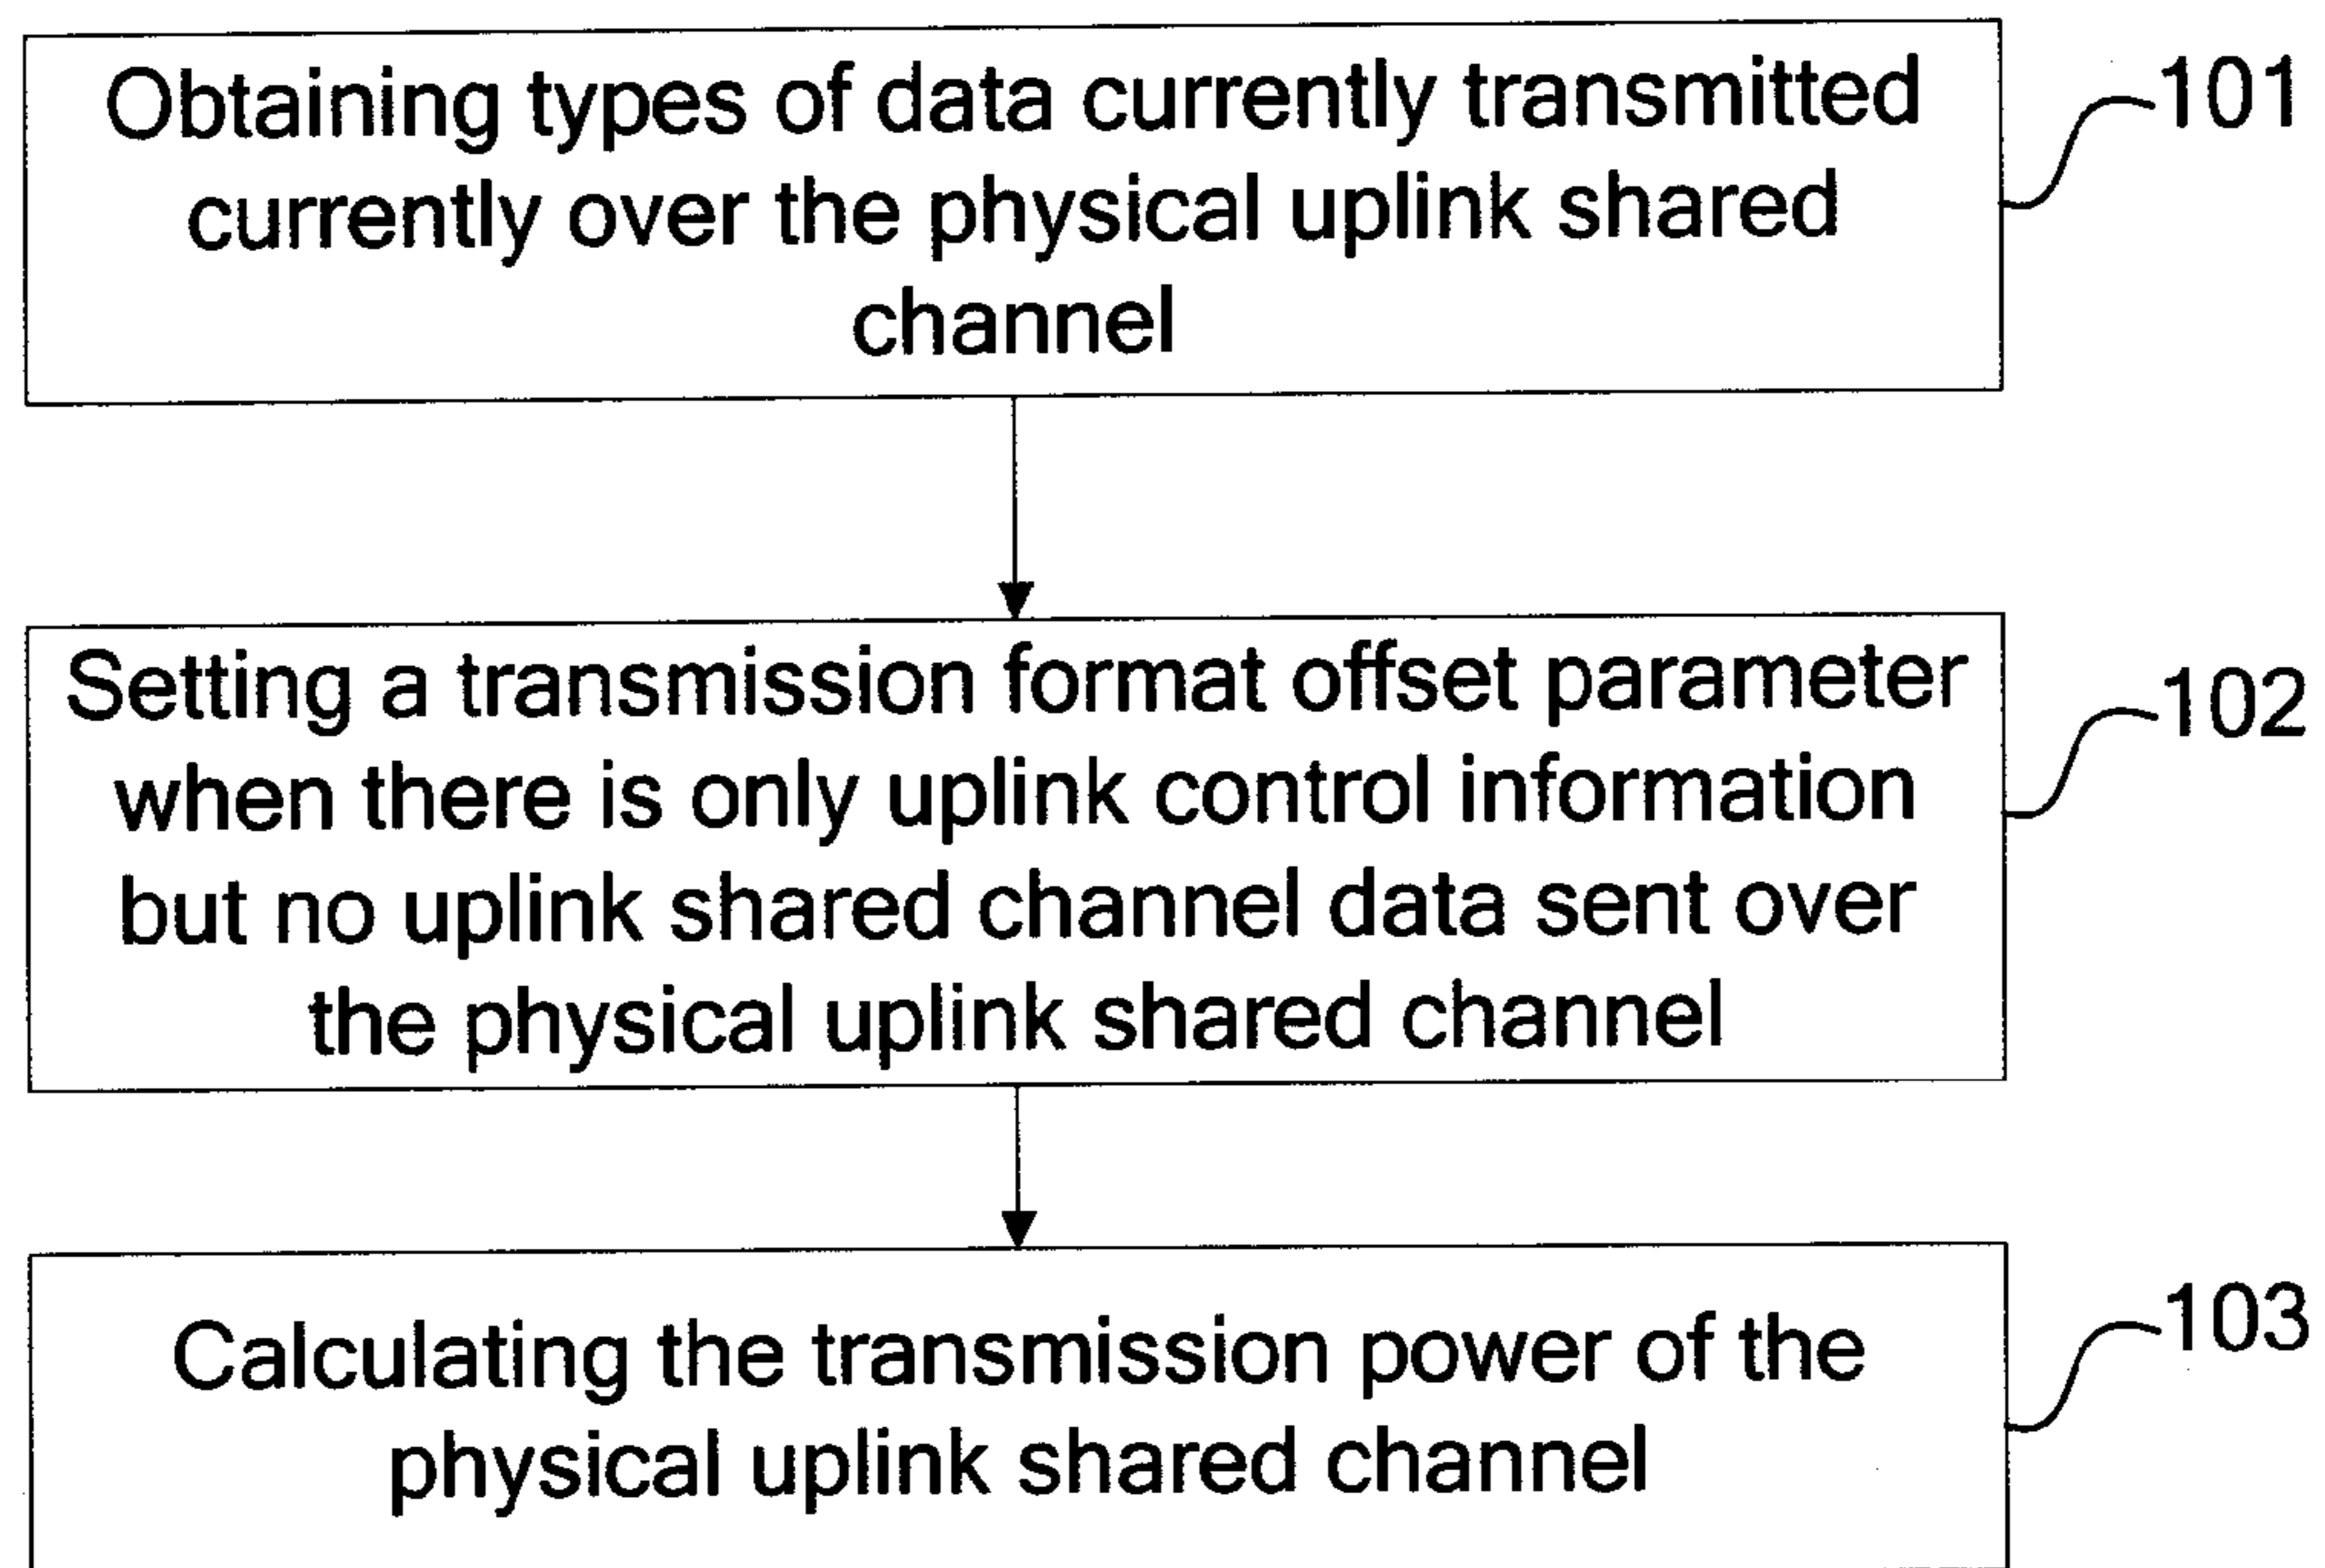 Obtaining types of data currently transmitted
currently over the physical uplink shared
channel
101
Setting a transmission format offset parameter
when there is only uplink control information
but no uplink shared channel data sent over
the physical uplink shared channel
102
Calculating the transmission power of the
physical uplink shared channel
103